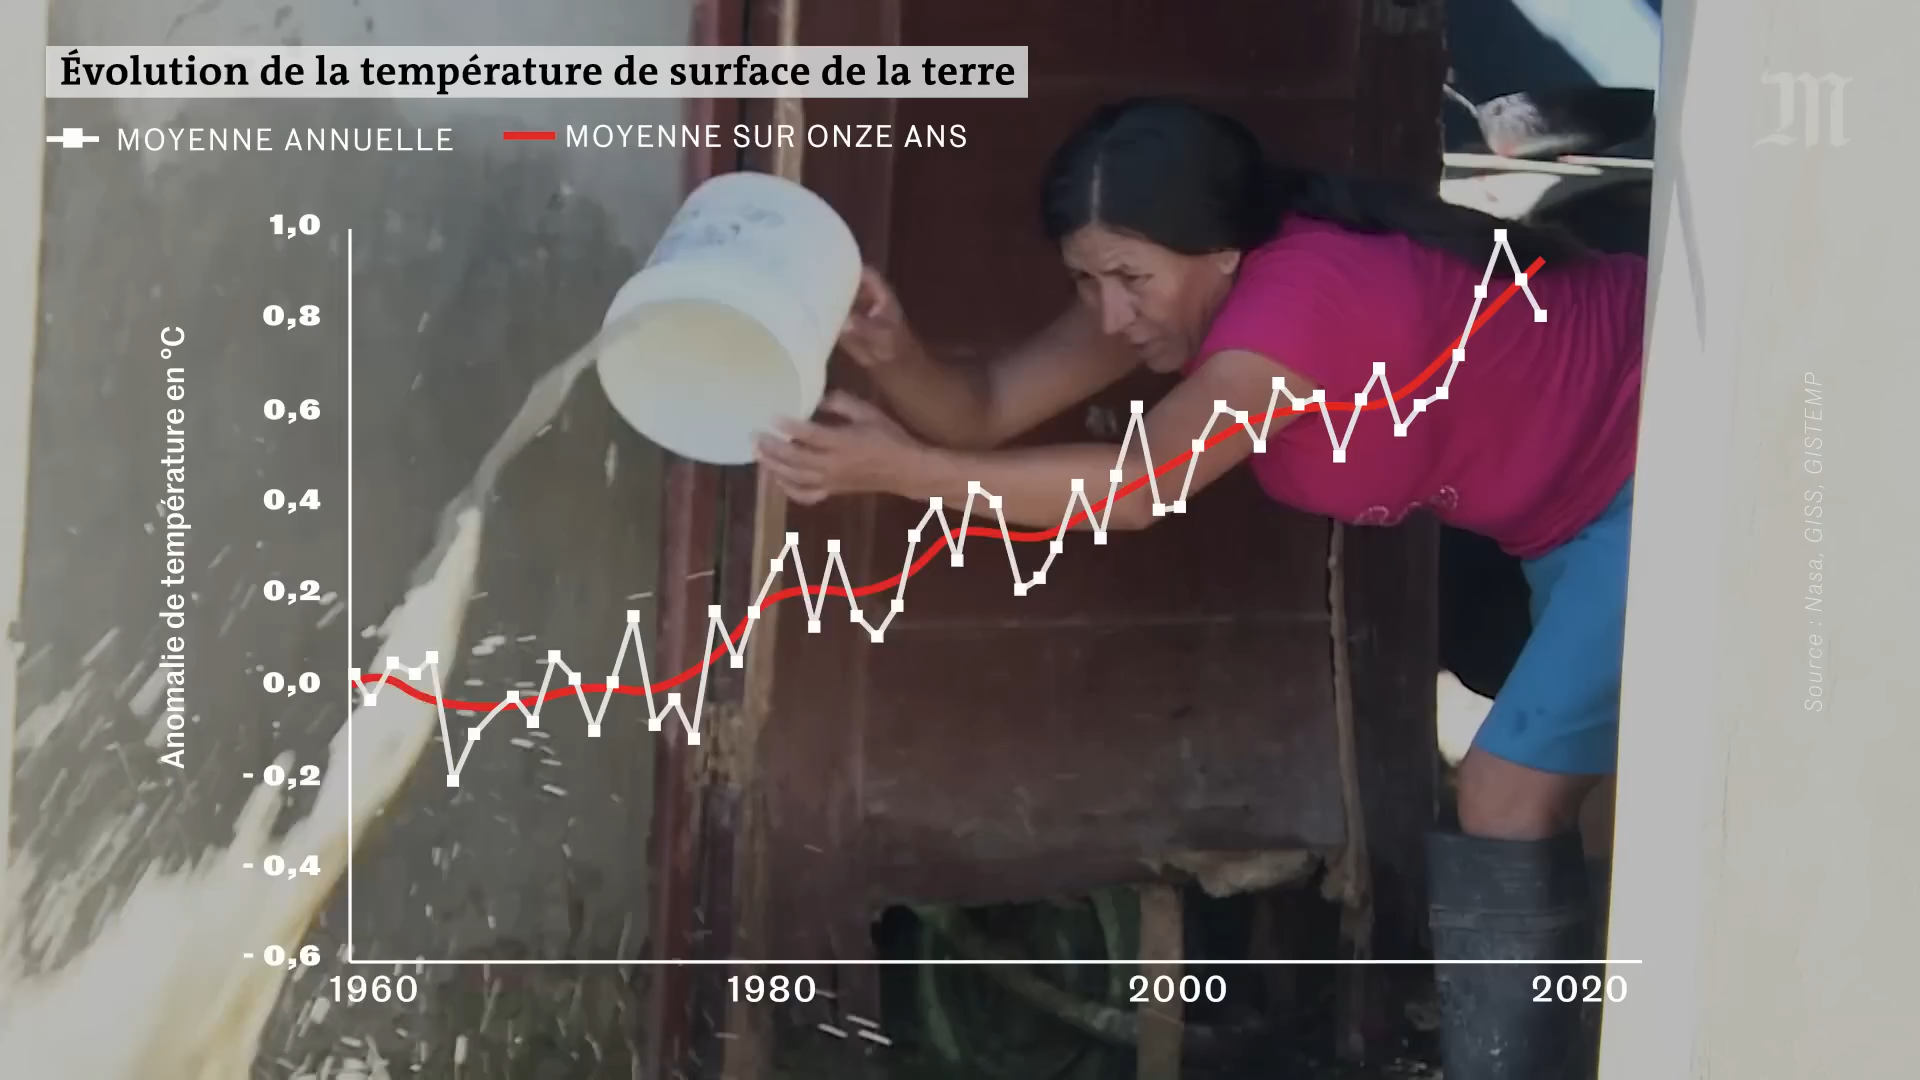 Évolution de la température de surface de la terre
MOYENNE ANNUELLE
MOYENNE SUR ONZE ANS
M
Anomalie de température en °C
1,0
0,8
0,6
0,4
0,2
0,0
- 0,2
- 0,4
- 0,6
1960
1980
2000
2020
Source : Nasa, GISS, GISTEMP